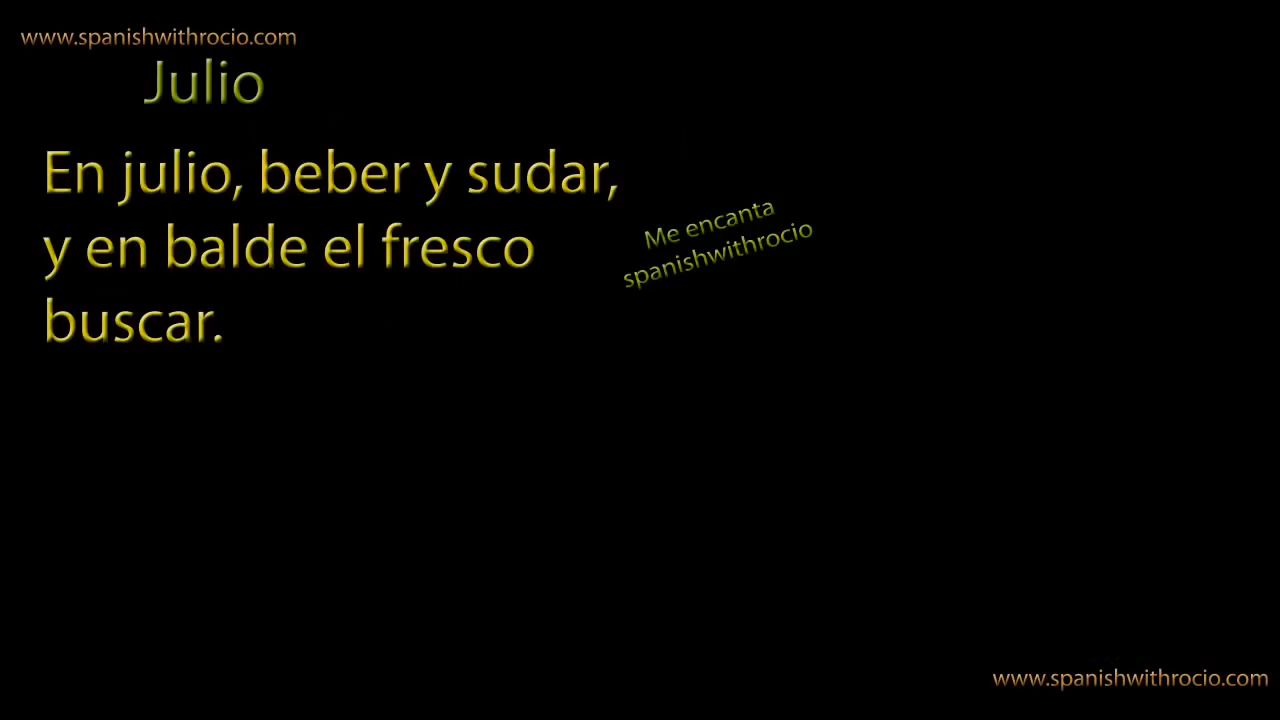 www.spanishwithrocio.com
Julio
En julio, beber y sudar,
y en balde el fresco
buscar.
Me encanta
spanishwithrocio
www.spanishwithrocio.com